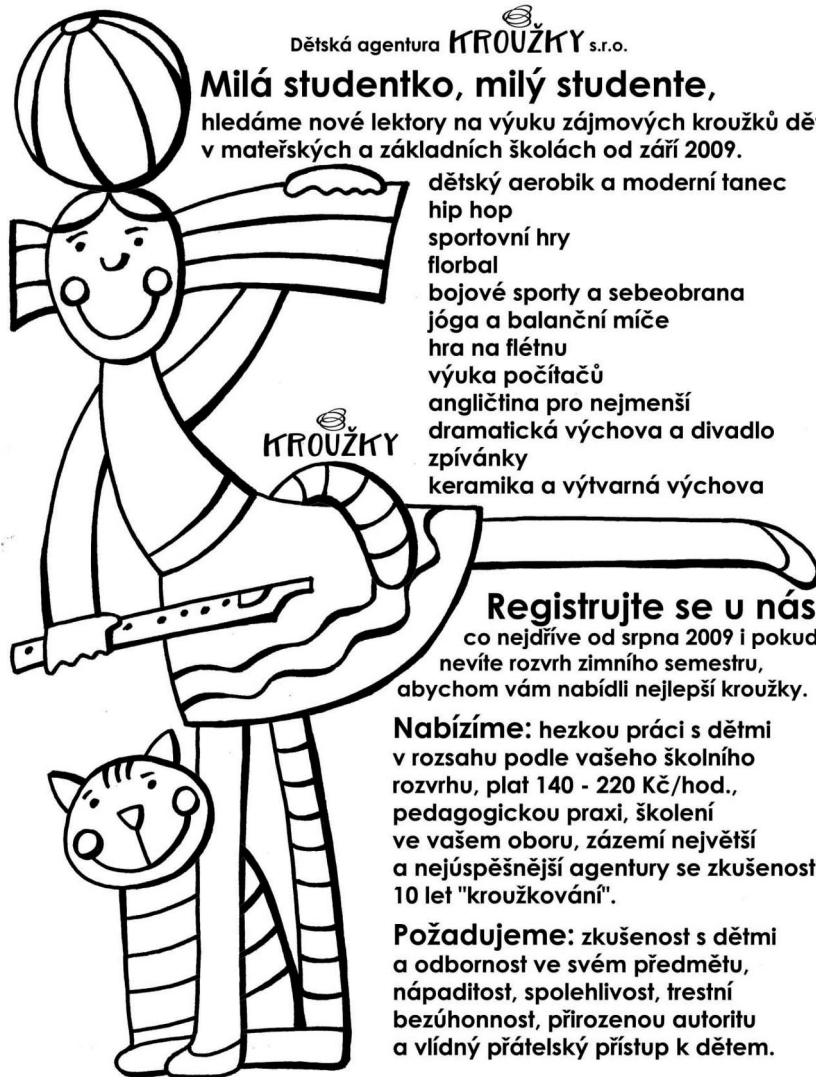 Dětská agentura KROUŽKY s.r.o.
Milá studentko, milý studente,
hledáme nové lektory na výuku zájmových kroužků
v mateřských a základních školách od září 2009.
dětský aerobik a moderní tanec
hip hop
sportovní hry
florbal
bojové sporty a sebeobrana
jóga a balanční míče
hra na flétnu
výuka počítačů
angličtina pro nejmenší
dramatická výchova a divadlo
zpívánky
keramika a výtvarná výchova
KROUŽKY
Registrujte se u nás
co nejdříve od srpna 2009 i pokud
nevíte rozvrh zimního semestru,
abychom vám nabídli nejlepší kroužky.
Nabízíme: hezkou práci s dětmi
v rozsahu podle vašeho školního
rozvrhu, plat 140 - 220 Kč/hod.,
pedagogickou praxi, školení
ve vašem oboru, zázemí největší
a nejúspěšnější agentury se zkušenost
10 let "kroužkování".
Požadujeme: zkušenost s dětmi
a odbornost ve svém předmětu,
nápaditost, spolehlivost, trestní
bezúhonnost, přirozenou autoritu
a vlídný přátelský přístup k dětem.